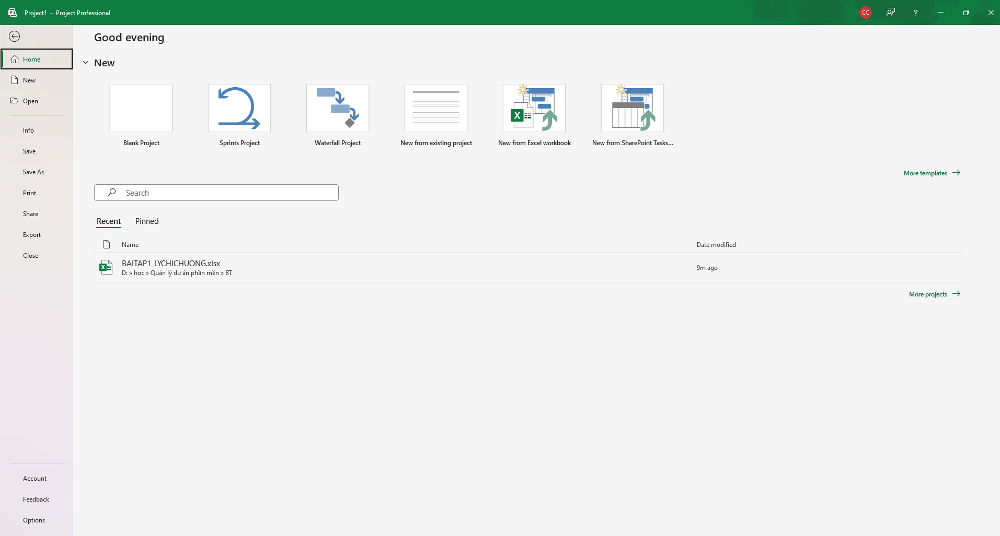 Project1 - Project Professional
CC
?
Good evening
Home
New
New
Open
Info
Save
Save As
Print
Share
Export
Close
Account
Feedback
Options
Blank Project
Sprints Project
Waterfall Project
New from existing project
New from Excel workbook
New from SharePoint Tasks...
More templates
Search
Recent Pinned
Name Date modified
BAITAP1_LYCHICHUONG.xlsx
D: » học » Quản lý dự án phần mền » BT
9m ago
More projects